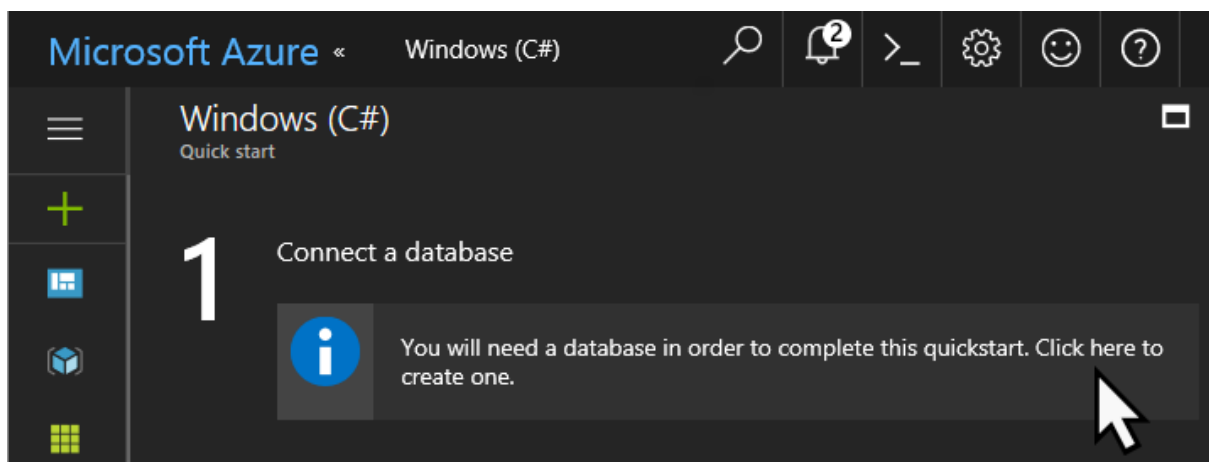 Microsoft Azure « Windows (C#) 2 >_ ?
Windows (C#)
Quick start
1 Connect a database
i You will need a database in order to complete this quickstart. Click here to
create one.